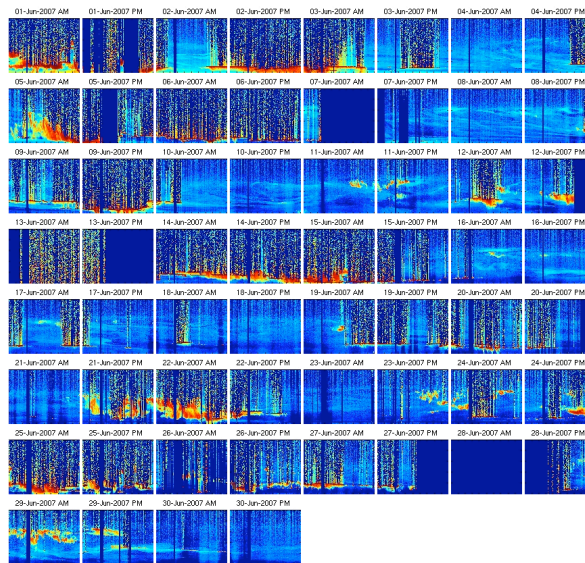 01-Jun-2007 AM 01-Jun-2007 PM 02-Jun-2007 AM 02-Jun-2007 PM 03-Jun-2007 AM 03-Jun-2007 PM 04-Jun-2007 AM 04-Jun-2007 PM
05-Jun-2007 AM 05-Jun-2007 PM 06-Jun-2007 AM 06-Jun-2007 PM 07-Jun-2007 AM 07-Jun-2007 PM 08-Jun-2007 AM 08-Jun-2007 PM
09-Jun-2007 AM 09-Jun-2007 PM 10-Jun-2007 AM 10-Jun-2007 PM 11-Jun-2007 AM 11-Jun-2007 PM 12-Jun-2007 AM 12-Jun-2007 PM
13-Jun-2007 AM 13-Jun-2007 PM 14-Jun-2007 AM 14-Jun-2007 PM 15-Jun-2007 AM 15-Jun-2007 PM 16-Jun-2007 AM 16-Jun-2007 PM
17-Jun-2007 AM 17-Jun-2007 PM 18-Jun-2007 AM 18-Jun-2007 PM 19-Jun-2007 AM 19-Jun-2007 PM 20-Jun-2007 AM 20-Jun-2007 PM
21-Jun-2007 AM 21-Jun-2007 PM 22-Jun-2007 AM 22-Jun-2007 PM 23-Jun-2007 AM 23-Jun-2007 PM 24-Jun-2007 AM 24-Jun-2007 PM
25-Jun-2007 AM 25-Jun-2007 PM 26-Jun-2007 AM 26-Jun-2007 PM 27-Jun-2007 AM 27-Jun-2007 PM 28-Jun-2007 AM 28-Jun-2007 PM
29-Jun-2007 AM 29-Jun-2007 PM 30-Jun-2007 AM 30-Jun-2007 PM